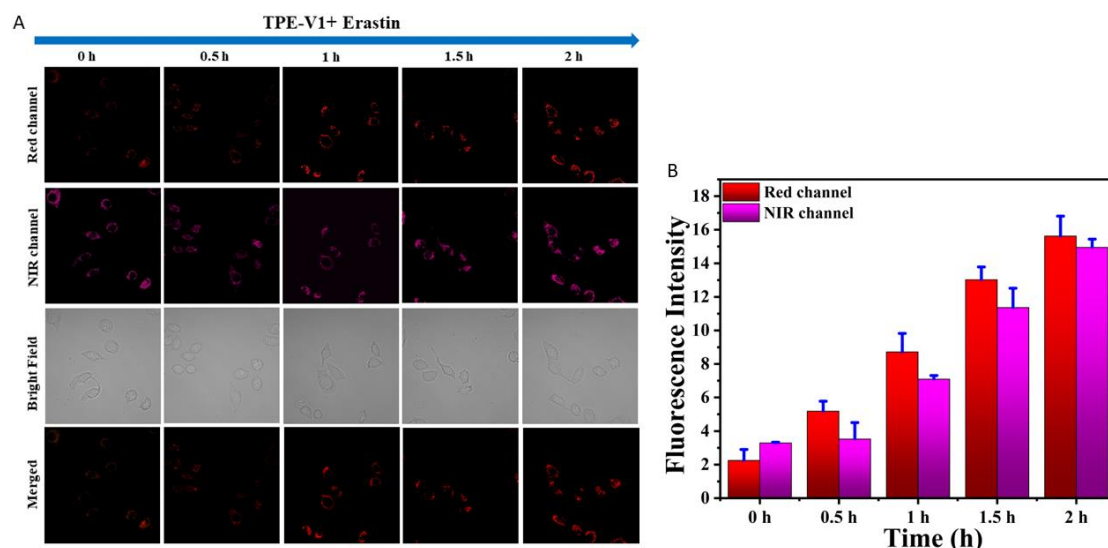 A
TPE-V1+ Erastin
0 h 0.5 h 1 h 1.5 h 2 h
Red channel
NIR channel
Bright Field
Merged
B
Red channel
NIR channel
Fluorescence Intensity
18
16
14
12
10
8
6
4
2
0
0 h 0.5 h 1 h 1.5 h 2 h
Time (h)